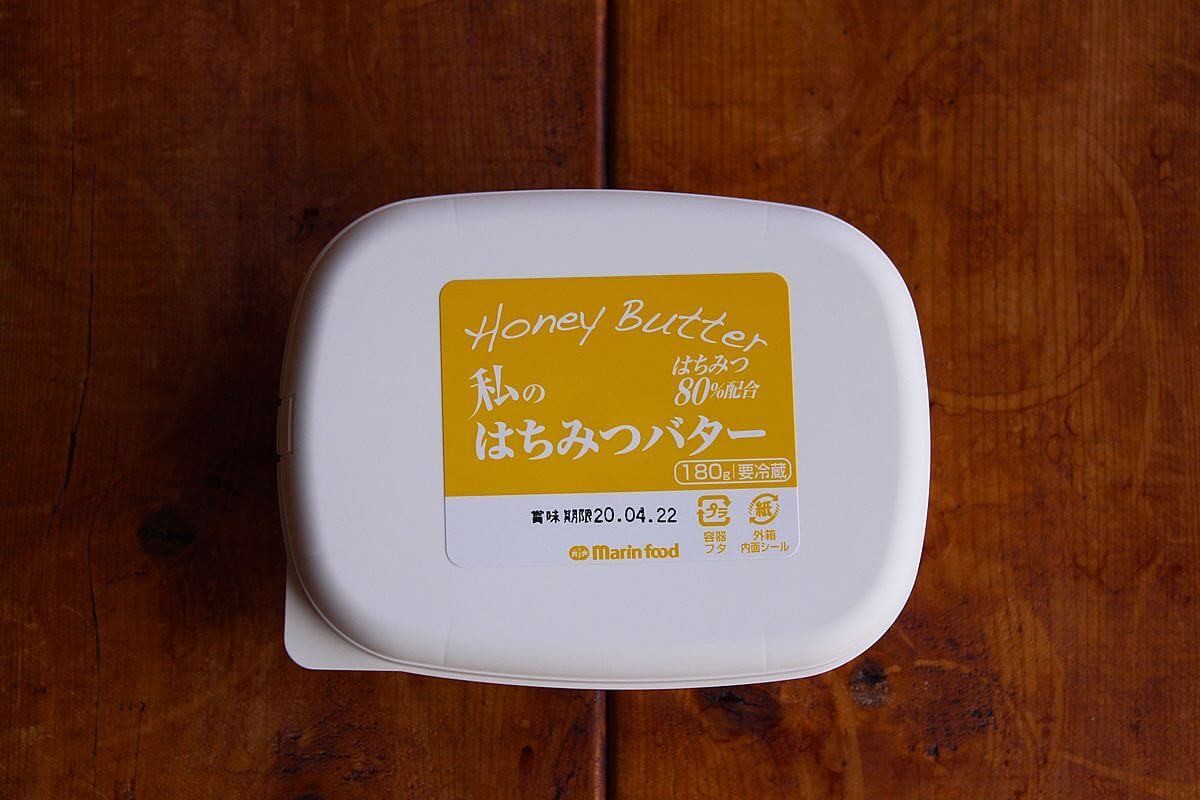 Honey Butter
私の
はちみつ
80%配合
はちみつバター
180g 要冷蔵
賞味期限20.04.22
プラ
紙
容器
フタ
外箱
内面シール
marin food